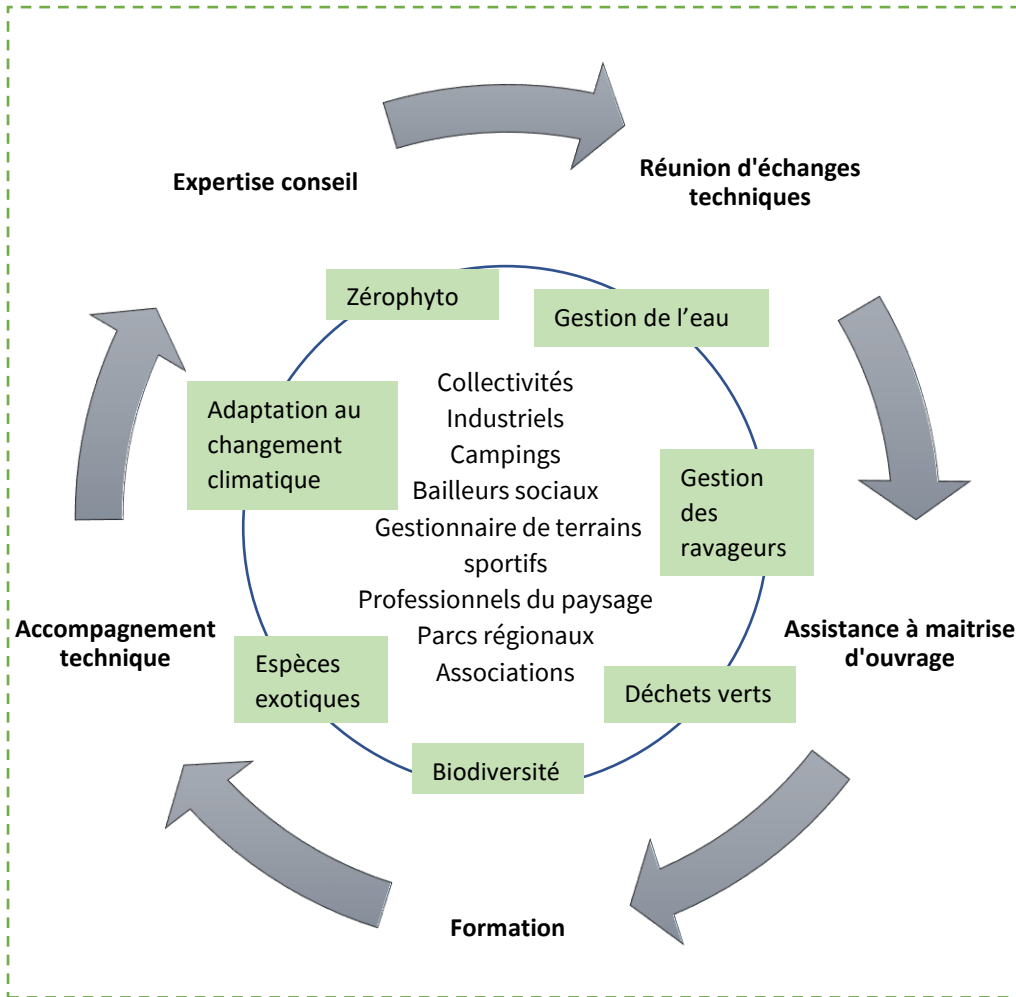 Expertise conseil
Réunion d'échanges
techniques
Zérophyto
Gestion de l'eau
Adaptation au
changement
climatique
Collectivités
Industriels
Campings
Bailleurs sociaux
Gestionnaire de terrains
sportifs
Professionnels du paysage
Parcs régionaux
Associations
Gestion
des
ravageurs
Accompagnement
technique
Assistance à maitrise
d'ouvrage
Espèces
exotiques
Déchets verts
Biodiversité
Formation